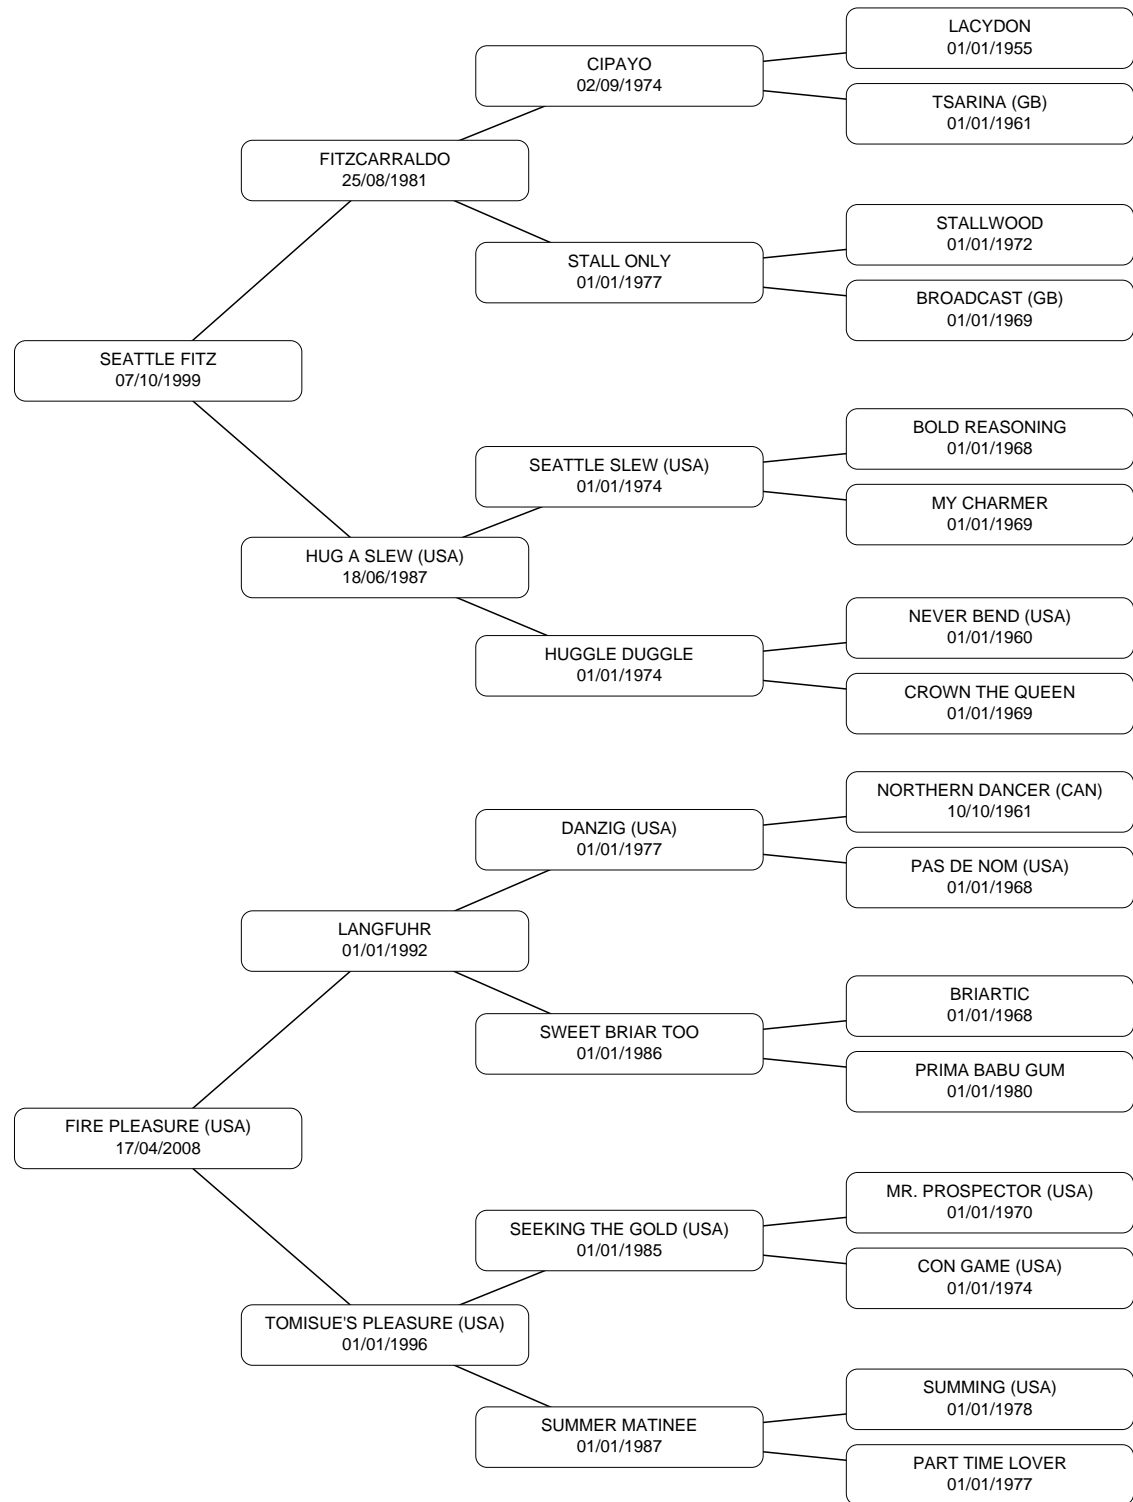 LACYDON
01/01/1955
CIPAYO
02/09/1974
TSARINA (GB)
01/01/1961
FITZCARRALDO
25/08/1981
STALLWOOD
01/01/1972
STALL ONLY
01/01/1977
BROADCAST (GB)
01/01/1969
SEATTLE FITZ
07/10/1999
BOLD REASONING
01/01/1968
SEATTLE SLEW (USA)
01/01/1974
MY CHARMER
01/01/1969
HUG A SLEW (USA)
18/06/1987
NEVER BEND (USA)
01/01/1960
HUGGLE DUGGLE
01/01/1974
CROWN THE QUEEN
01/01/1969
NORTHERN DANCER (CAN)
10/10/1961
DANZIG (USA)
01/01/1977
PAS DE NOM (USA)
01/01/1968
LANGFUHR
01/01/1992
BRIARTIC
01/01/1968
SWEET BRIAR TOO
01/01/1986
PRIMA BABU GUM
01/01/1980
FIRE PLEASURE (USA)
17/04/2008
MR. PROSPECTOR (USA)
01/01/1970
SEEKING THE GOLD (USA)
01/01/1985
CON GAME (USA)
01/01/1974
TOMISUE'S PLEASURE (USA)
01/01/1996
SUMMING (USA)
01/01/1978
SUMMER MATINEE
01/01/1987
PART TIME LOVER
01/01/1977